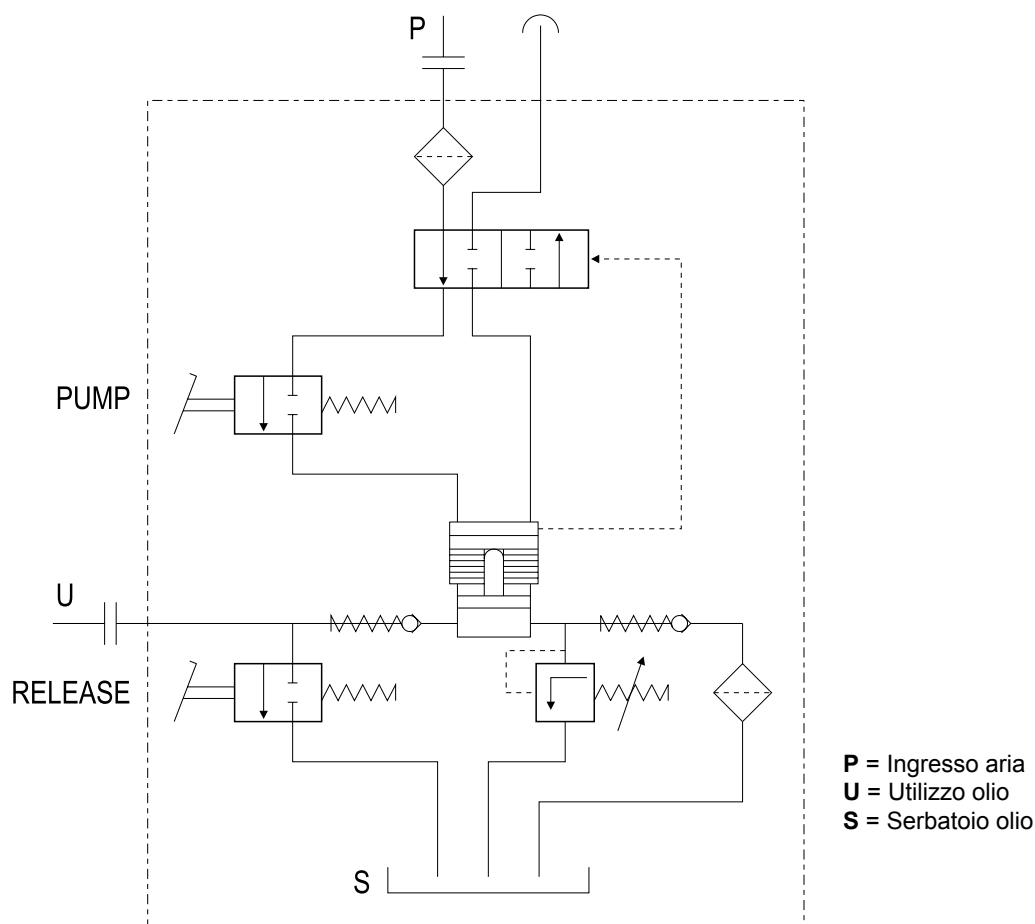 P
PUMP
U
RELEASE
S
P = Ingresso aria
U = Utilizzo olio
S = Serbatoio olio